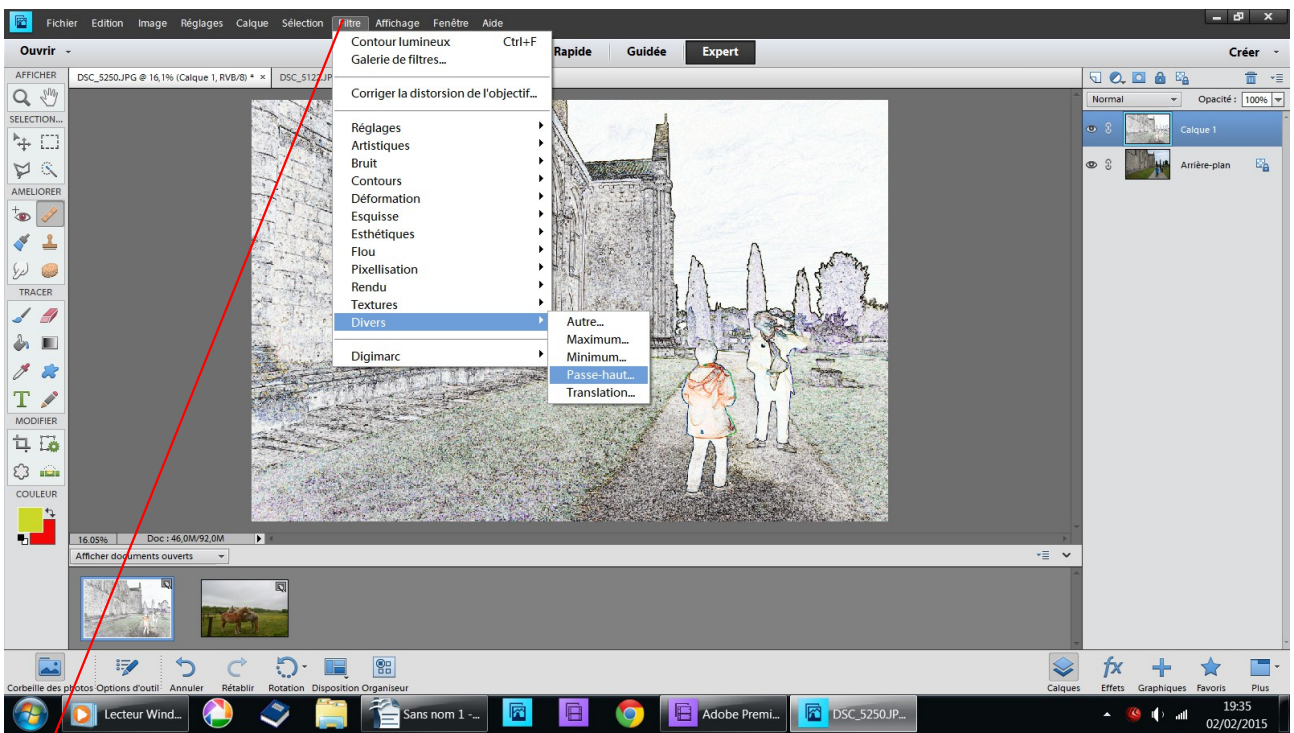 Fichier Edition Image Réglages Calque Sélection Filtre Affichage Fenêtre Aide
Ouvrir
Rapide Guidée Expert
Créer
AFFICHER
DSC_5250.JPG @ 16,1% (Calque 1, RVB/8) * ×
DSC_5122.JP
SELECTION...
AMELIORER
TRACER
T
MODIFIER
COULEUR
Contour lumineux Ctrl+F
Galerie de filtres...
Corriger la distorsion de l'objectif...
Réglages
Artistiques
Bruit
Contours
Déformation
Esquisse
Esthétiques
Flou
Pixellisation
Rendu
Textures
Divers
Digimarc
Autre...
Maximum...
Minimum...
Passe-haut...
Translation...
Normal Opacité : 100%
Calque 1
Arrière-plan
16.05% Doc : 46,0M/92,0M
Afficher documents ouverts
fx
Corbeille des photos Options d'outil Annuler Rétablir Rotation Disposition Organiseur
Calques Effets Graphiques Favoris Plus
Lecteur Wind...
Sans nom 1 -...
Adobe Premi...
DSC_5250.JP...
19:35
02/02/2015